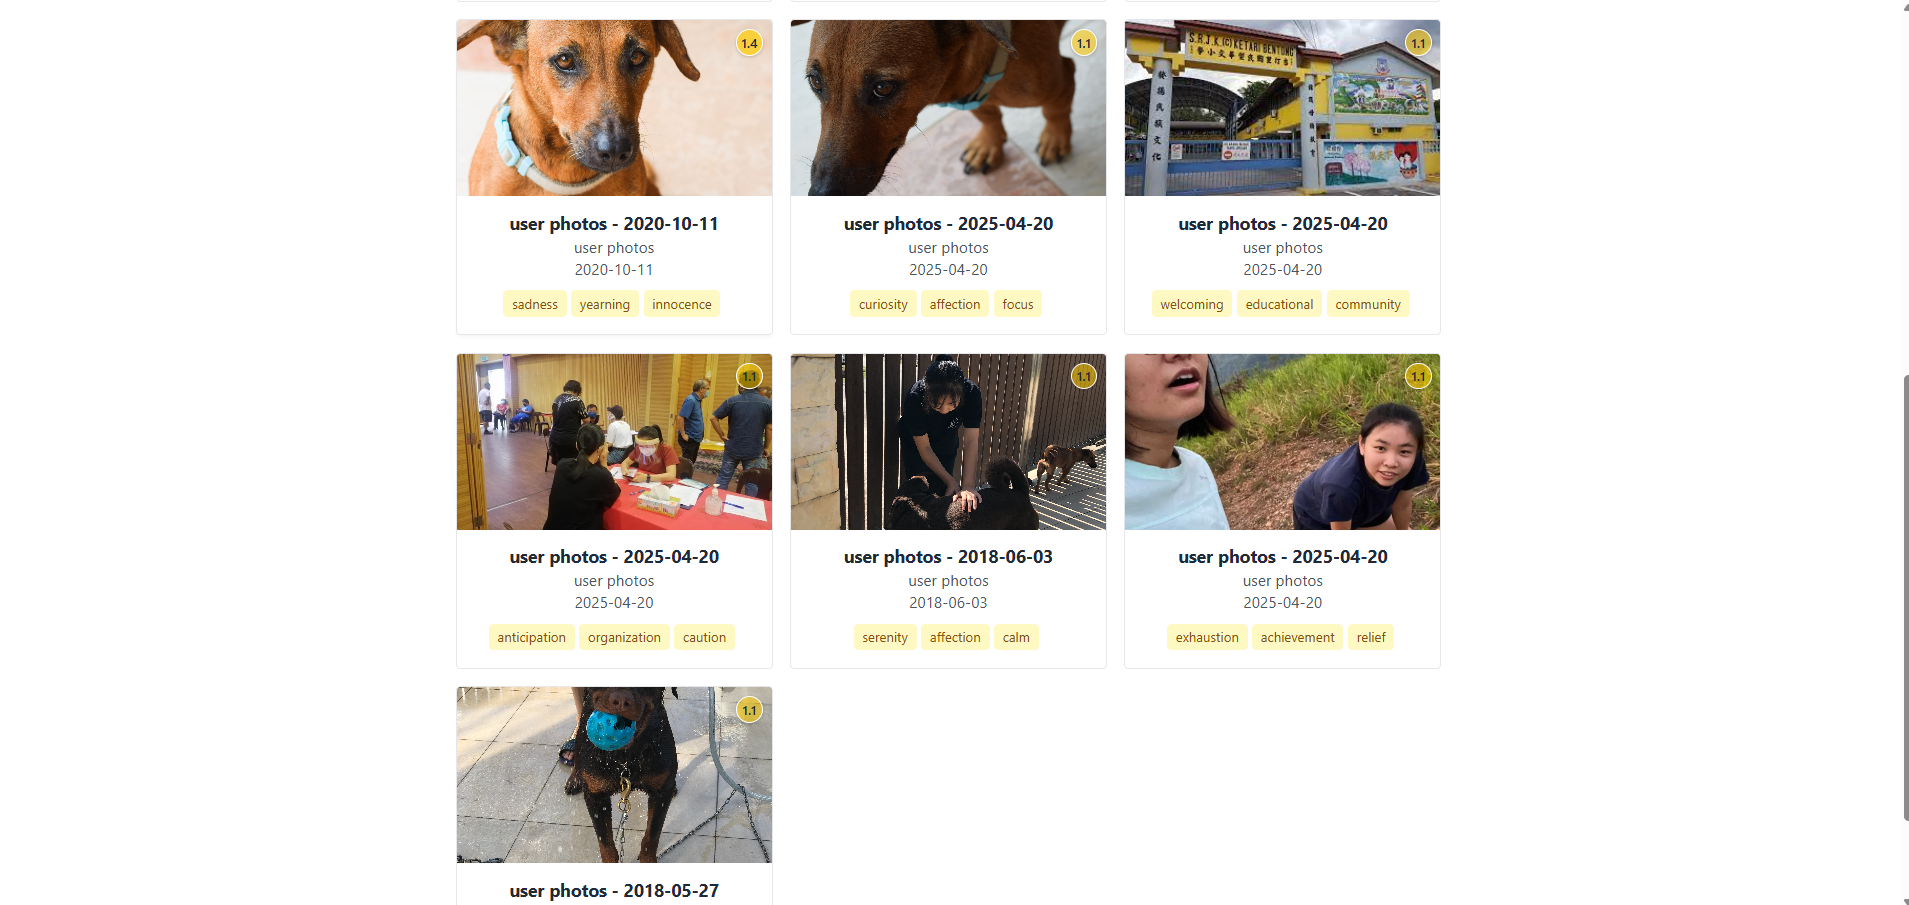 1.4
1.1
S.R.J.K.(C) KETARI BENTONG
1.1
user photos - 2020-10-11
user photos
2020-10-11
sadness yearning innocence
user photos - 2025-04-20
user photos
2025-04-20
curiosity affection focus
user photos - 2025-04-20
user photos
2025-04-20
welcoming educational community
1.1
1.1
1.1
user photos - 2025-04-20
user photos
2025-04-20
anticipation organization caution
user photos - 2018-06-03
user photos
2018-06-03
serenity affection calm
user photos - 2025-04-20
user photos
2025-04-20
exhaustion achievement relief
1.1
user photos - 2018-05-27